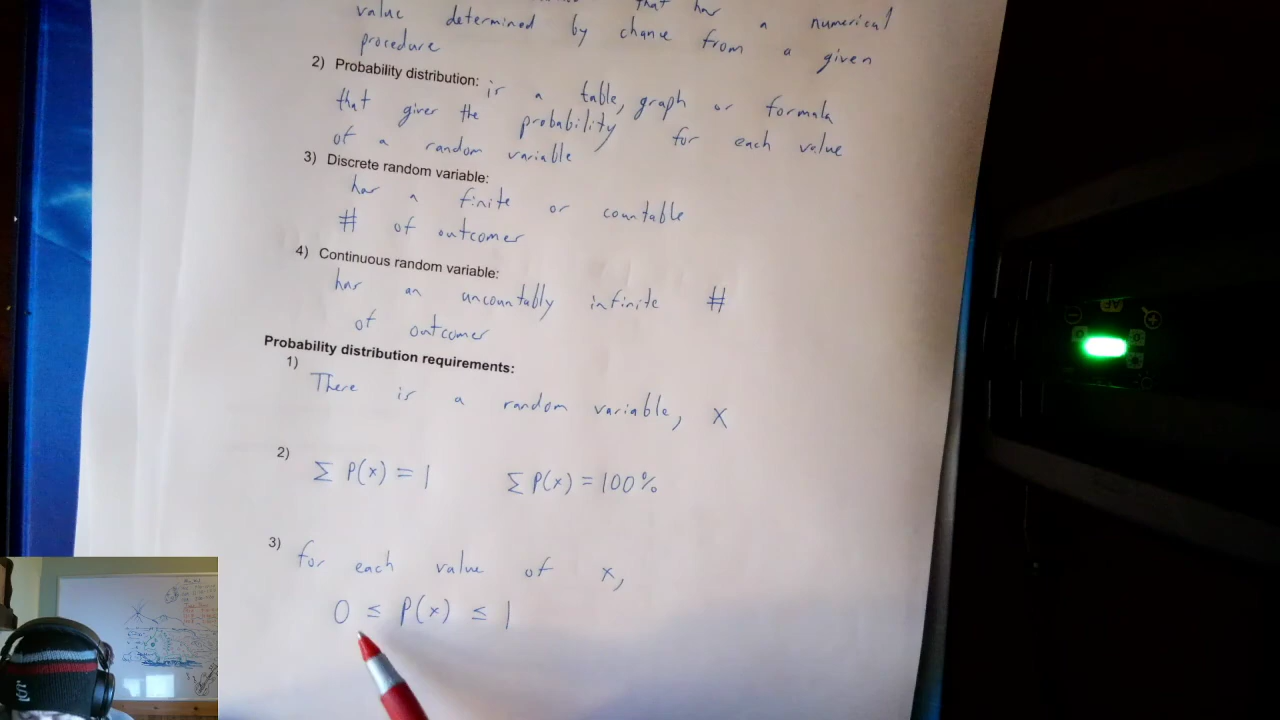 that has a numerical
value determined by chance from a given
procedure
2) Probability distribution: is a table, graph or formula
that gives the probability for each value
of a random variable
3) Discrete random variable:
has a finite or countable
# of outcomes
4) Continuous random variable:
has an uncountably infinite #
of outcomes
Probability distribution requirements:
1)
There is a random variable, X
2)
Σ P(x) = 1 Σ P(x) = 100%
3)
for each value of x,
0 ≤ P(x) ≤ 1